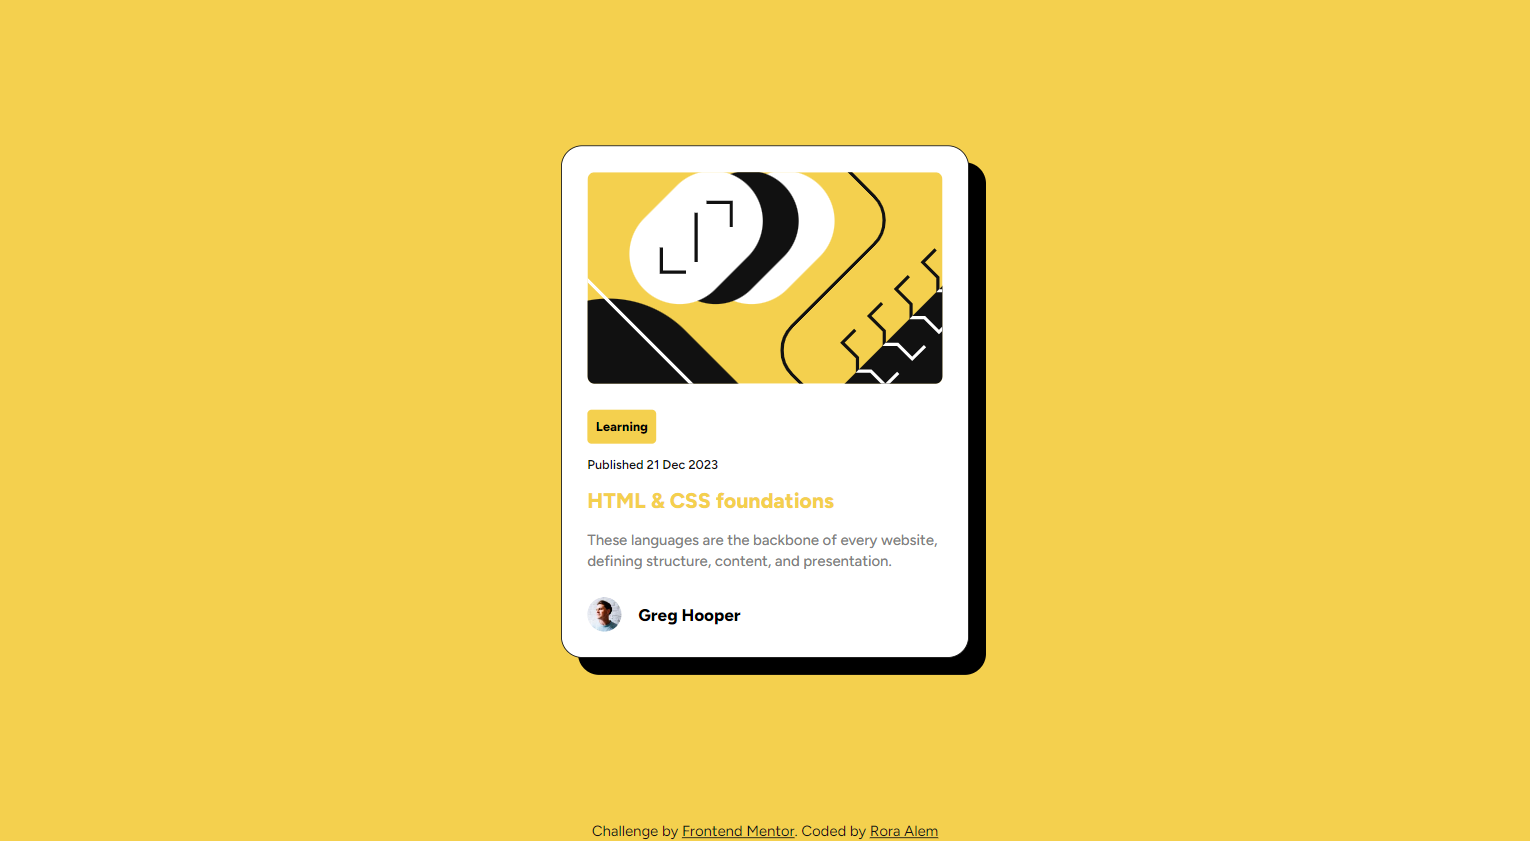 Learning
Published 21 Dec 2023
HTML & CSS foundations
These languages are the backbone of every website,
defining structure, content, and presentation.
Greg Hooper
Challenge by Frontend Mentor. Coded by Rora Alem